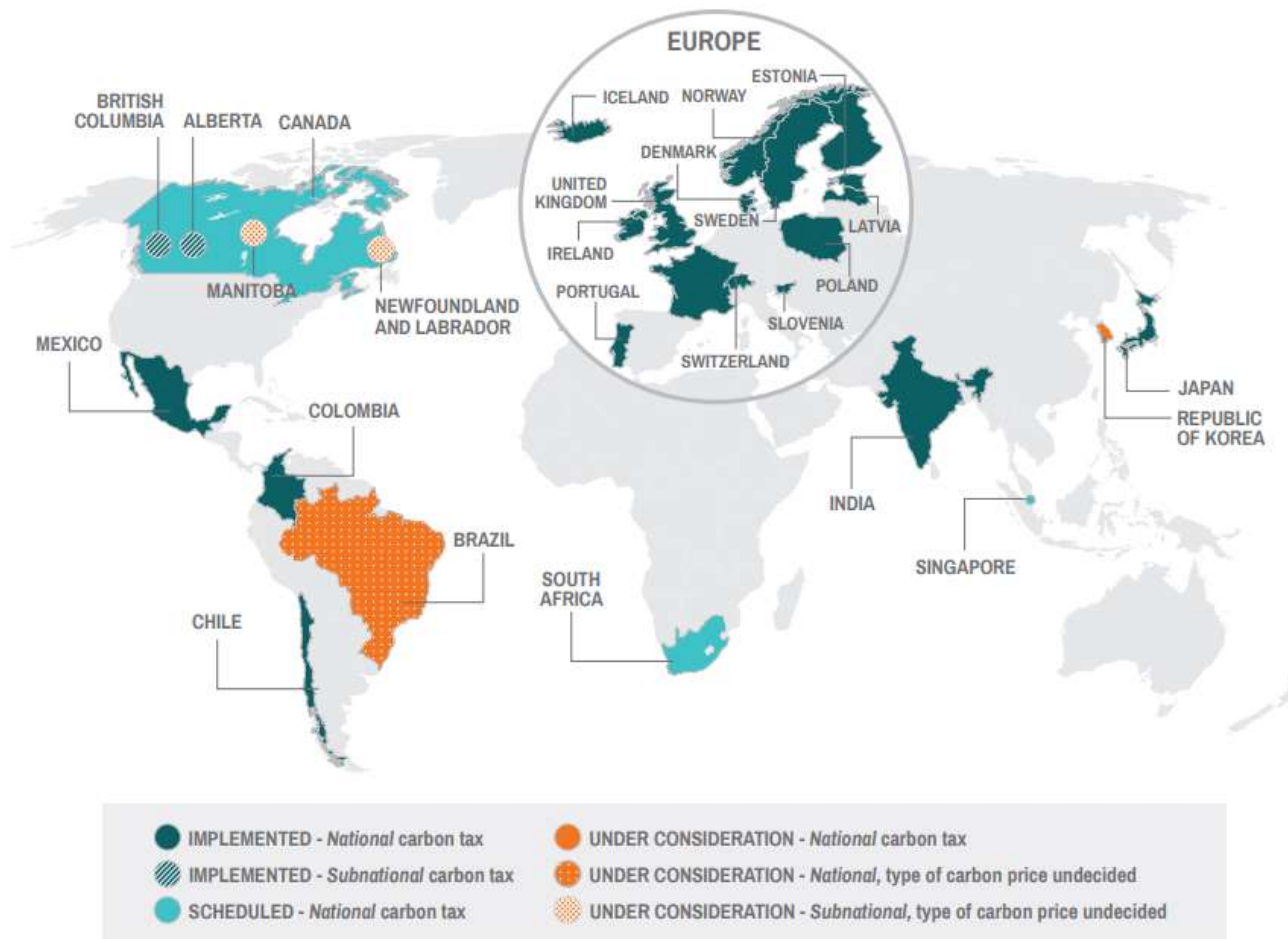 EUROPE
ESTONIA
ICELAND
NORWAY
BRITISH
COLUMBIA
ALBERTA
CANADA
DENMARK
UNITED
KINGDOM
SWEDEN
LATVIA
IRELAND
MANITOBA
PORTUGAL
POLAND
NEWFOUNDLAND
AND LABRADOR
SLOVENIA
MEXICO
SWITZERLAND
JAPAN
COLOMBIA
REPUBLIC
OF KOREA
INDIA
BRAZIL
SINGAPORE
SOUTH
AFRICA
CHILE
IMPLEMENTED - National carbon tax
IMPLEMENTED - Subnational carbon tax
SCHEDULED - National carbon tax
UNDER CONSIDERATION - National carbon tax
UNDER CONSIDERATION - National, type of carbon price undecided
UNDER CONSIDERATION - Subnational, type of carbon price undecided